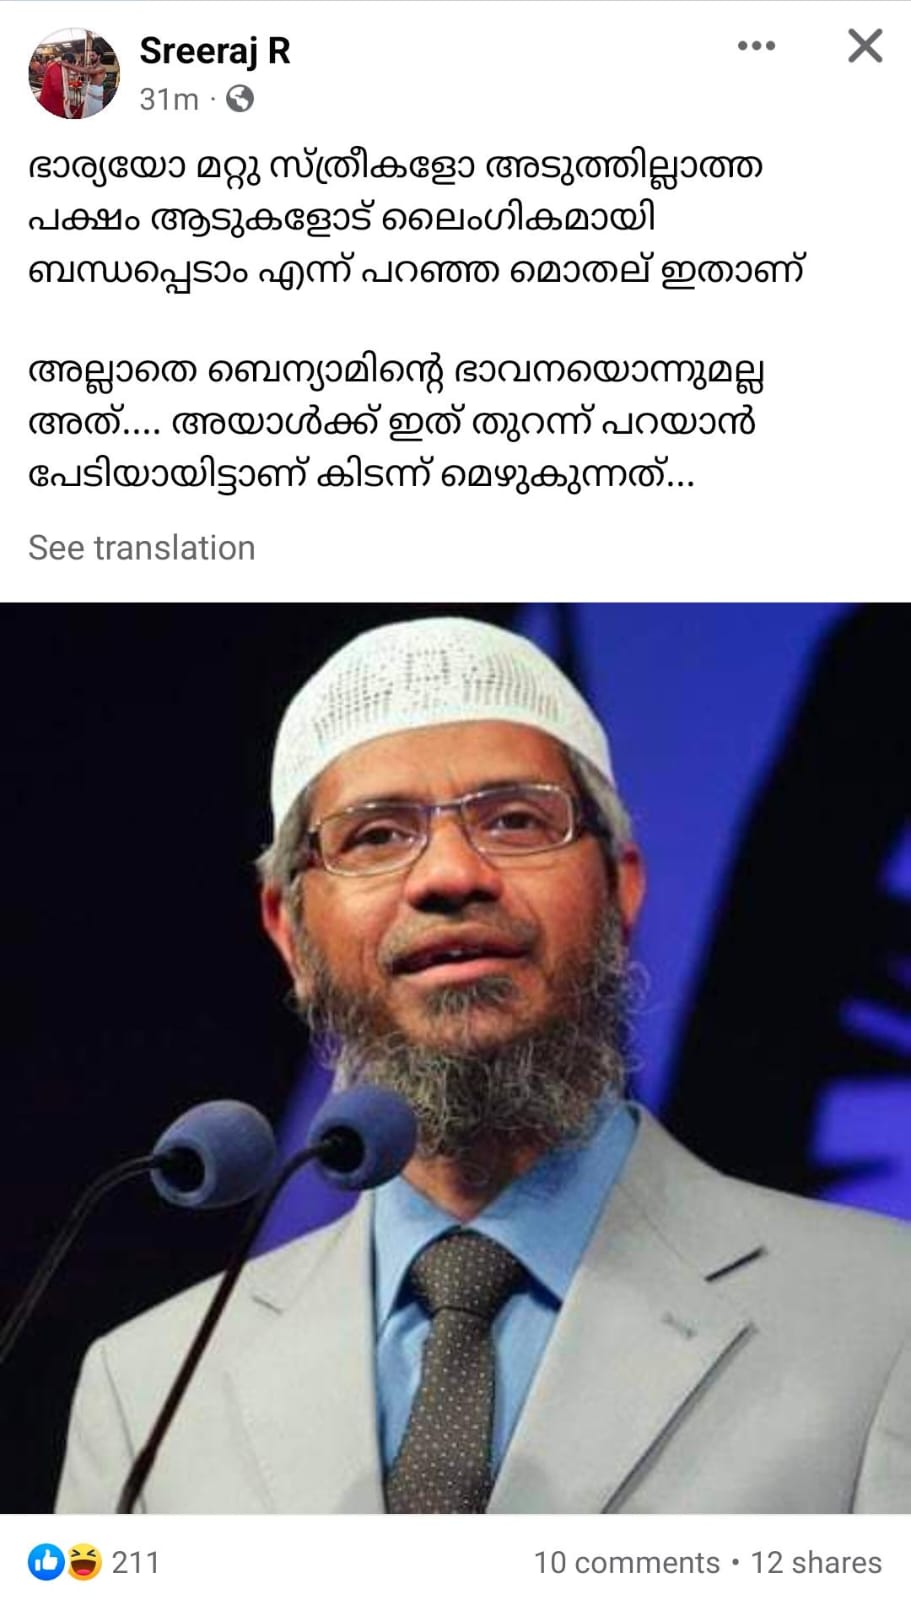 Sreeraj R
31m ·
ഭാര്യയോ മറ്റു സ്ത്രീകളോ അടുത്തില്ലാത്ത
പക്ഷം ആടുകളോട് ലൈംഗികമായി
ബന്ധപ്പെടാം എന്ന് പറഞ്ഞ മൊതല് ഇതാണ്
അല്ലാതെ ബെന്യാമിന്റെ ഭാവനയൊന്നുമല്ല
അത്.... അയാൾക്ക് ഇത് തുറന്ന് പറയാൻ
പേടിയായിട്ടാണ് കിടന്ന് മെഴുകുന്നത്...
See translation
211
10 comments • 12 shares